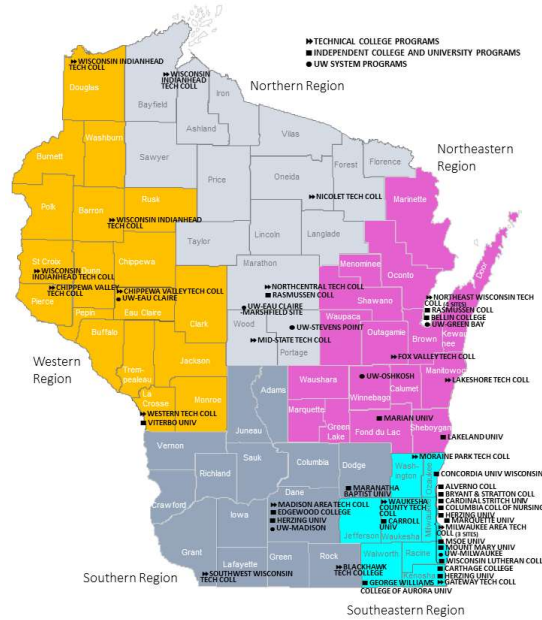 TECHNICAL COLLEGE PROGRAMS
INDEPENDENT COLLEGE AND UNIVERSITY PROGRAMS
UW SYSTEM PROGRAMS
Northern Region
Northeastern
Region
Western
Region
Southern Region
Southeastern Region
WISCONSIN INDIANHEAD
TECH COLL
Douglas
WISCONSIN
INDIANHEAD
TECH COLL
Bayfield
Iron
Ashland
Vilas
Burnett
Washburn
Sawyer
Price
Oneida
Forest
Florence
Marinette
Polk
Barron
Rusk
WISCONSIN INDIANHEAD
TECH COLL
NICOLET TECH COLL
Taylor
Lincoln
Langlade
Menominee
Oconto
Door
St Croix
Dunn
Chippewa
WISCONSIN
INDIANHEAD TECH COLL
CHIPPEWA VALLEY
TECH COLL
CHIPPEWA VALLEY TECH COLL
UW-EAU CLAIRE
Pierce
Pepin
Eau Claire
Marathon
NORTHCENTRAL TECH COLL
RASMUSSEN COLL
UW-EAU CLAIRE
-MARSHFIELD SITE
Shawano
NORTHEAST WISCONSIN TECH
COLL (4 SITES)
RASMUSSEN COLL
BELLIN COLLEGE
UW-GREEN BAY
Kewau
nee
Buffalo
Clark
Wood
Portage
UW-STEVENS POINT
MID-STATE TECH COLL
Waupaca
Outagamie
Brown
FOX VALLEY TECH COLL
Trem-
pealeau
Jackson
La
Crosse
Monroe
WESTERN TECH COLL
VITERBO UNIV
Adams
Juneau
Waushara
UW-OSHKOSH
Winnebago
Calumet
Manitowoc
LAKESHORE TECH COLL
Marquette
Green
Lake
MARIAN UNIV
Fond du Lac
Sheboygan
LAKELAND UNIV
Vernon
Sauk
Richland
Columbia
Dodge
MORAINE PARK TECH COLL
Wash-
ington
Ozaukee
CONCORDIA UNIV WISCONSIN
Crawford
Iowa
Dane
MARANATHA
BAPTIST UNIV
MADISON AREA TECH COLL
EDGEWOOD COLLEGE
HERZING UNIV
UW-MADISON
WAUKESHA
COUNTY TECH
COLL
CARROLL
UNIV
Jefferson
Waukesha
Milwaukee
ALVERNO COLL
BRYANT & STRATTON COLL
CARDINAL STRITCH UNIV
COLUMBIA COLL OF NURSING
HERZING UNIV
MARQUETTE UNIV
MILWAUKEE AREA TECH
COLL (3 SITES)
MSOE UNIV
MOUNT MARY UNIV
UW-MILWAUKEE
WISCONSIN LUTHERAN COLL
CARTHAGE COLL
HERZING UNIV
GATEWAY TECH COLL
Grant
Lafayette
Green
Rock
Walworth
Racine
Kenosha
SOUTHWEST WISCONSIN
TECH COLL
BLACKHAWK
TECH COLLEGE
GEORGE WILLIAMS
COLLEGE OF AURORA UNIV